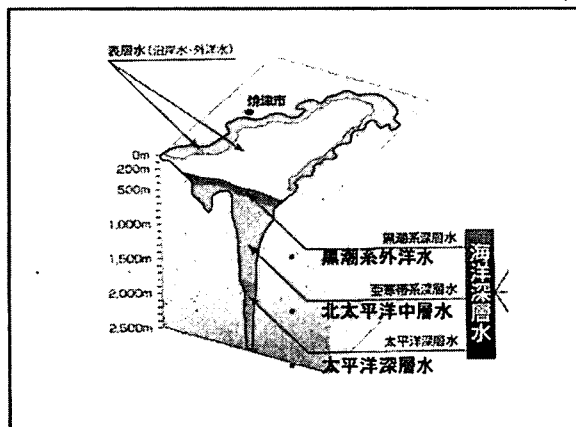 表層水(沿岸水・外洋水)
焼津市
0m
200m
500m
1,000m
1,500m
2,000m
2,500m
黒潮系深層水
黒潮系外洋水
亜寒帯系深層水
北太平洋中層水
太平洋深層水
太平洋深層水
海洋深層水